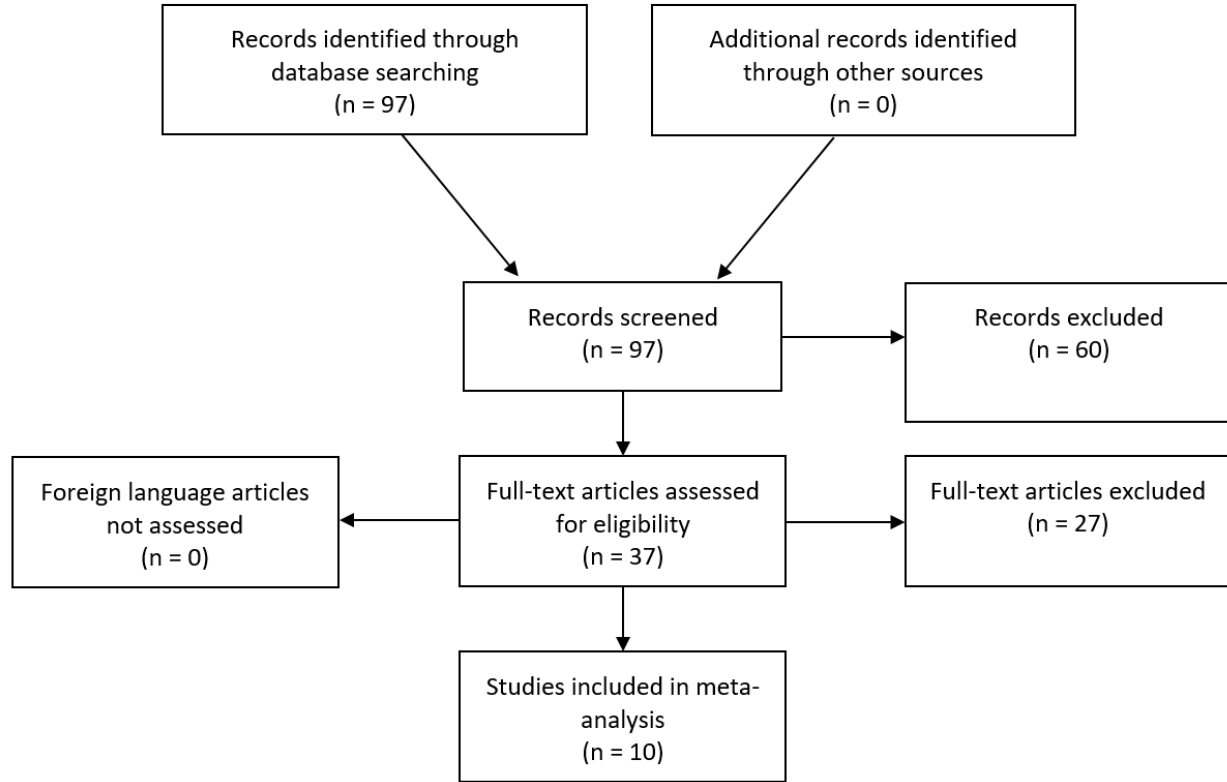 Records identified through
database searching
(n = 97)
Additional records identified
through other sources
(n = 0)
Records screened
(n = 97)
Records excluded
(n = 60)
Foreign language articles
not assessed
(n = 0)
Full-text articles assessed
for eligibility
(n = 37)
Full-text articles excluded
(n = 27)
Studies included in meta-
analysis
(n = 10)